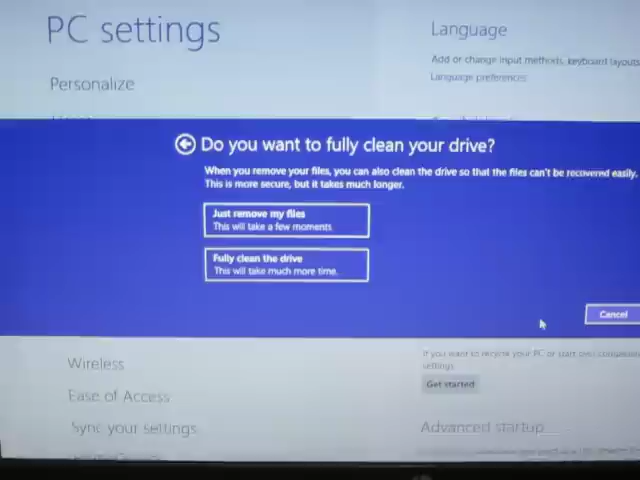 PC settings
Language
Add or change input methods, keyboard layouts
Language preferences
Personalize
Do you want to fully clean your drive?
When you remove your files, you can also clean the drive so that the files can't be recovered easily.
This is more secure, but it takes much longer.
Just remove my files
This will take a few moments.
Fully clean the drive
This will take much more time.
Cancel
Wireless
If you want to recycle your PC or start over
settings.
Get started
Ease of Access
Sync your settings
Advanced startup